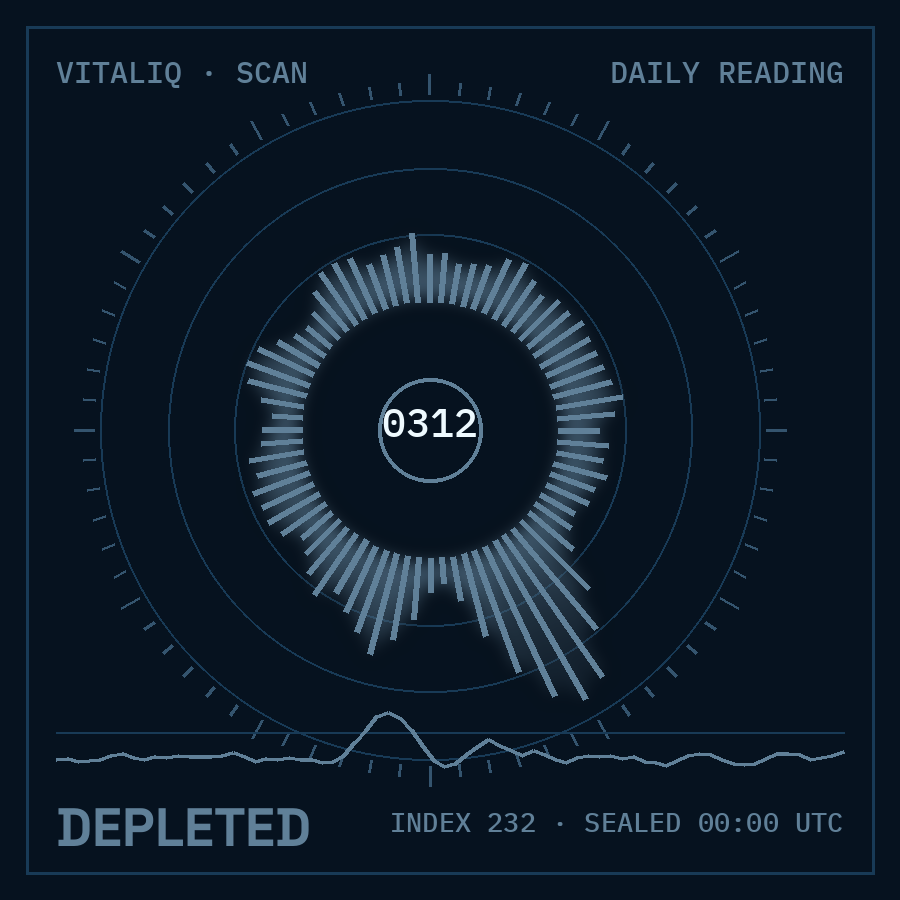 VITALIQ · SCAN
DAILY READING
0312
DEPLETED
INDEX 232 · SEALED 00:00 UTC